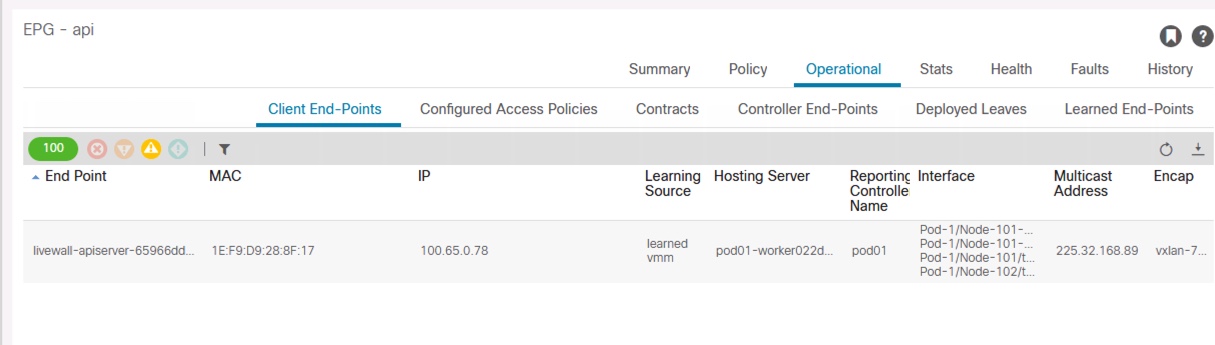 EPG - api
Summary Policy Operational Stats Health Faults History
Client End-Points Configured Access Policies Contracts Controller End-Points Deployed Leaves Learned End-Points
100
End Point MAC IP Learning Source Hosting Server Reporting Controlle Name Interface Multicast Address Encap
livewall-apiserver-65966dd... 1E:F9:D9:28:8F:17 100.65.0.78 learned vmm pod01-worker022d... pod01 Pod-1/Node-101-... 225.32.168.89 vxlan-7...
Pod-1/Node-101-...
Pod-1/Node-101/t...
Pod-1/Node-102/t...